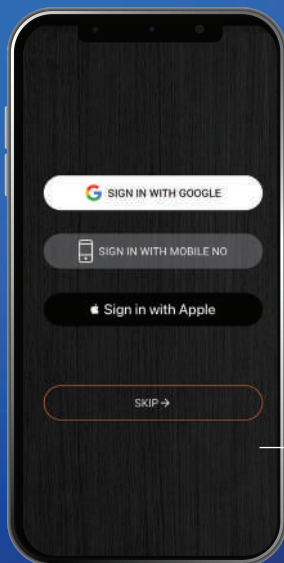 SIGN IN WITH GOOGLE
SIGN IN WITH MOBILE NO
Sign in with Apple
SKIP →